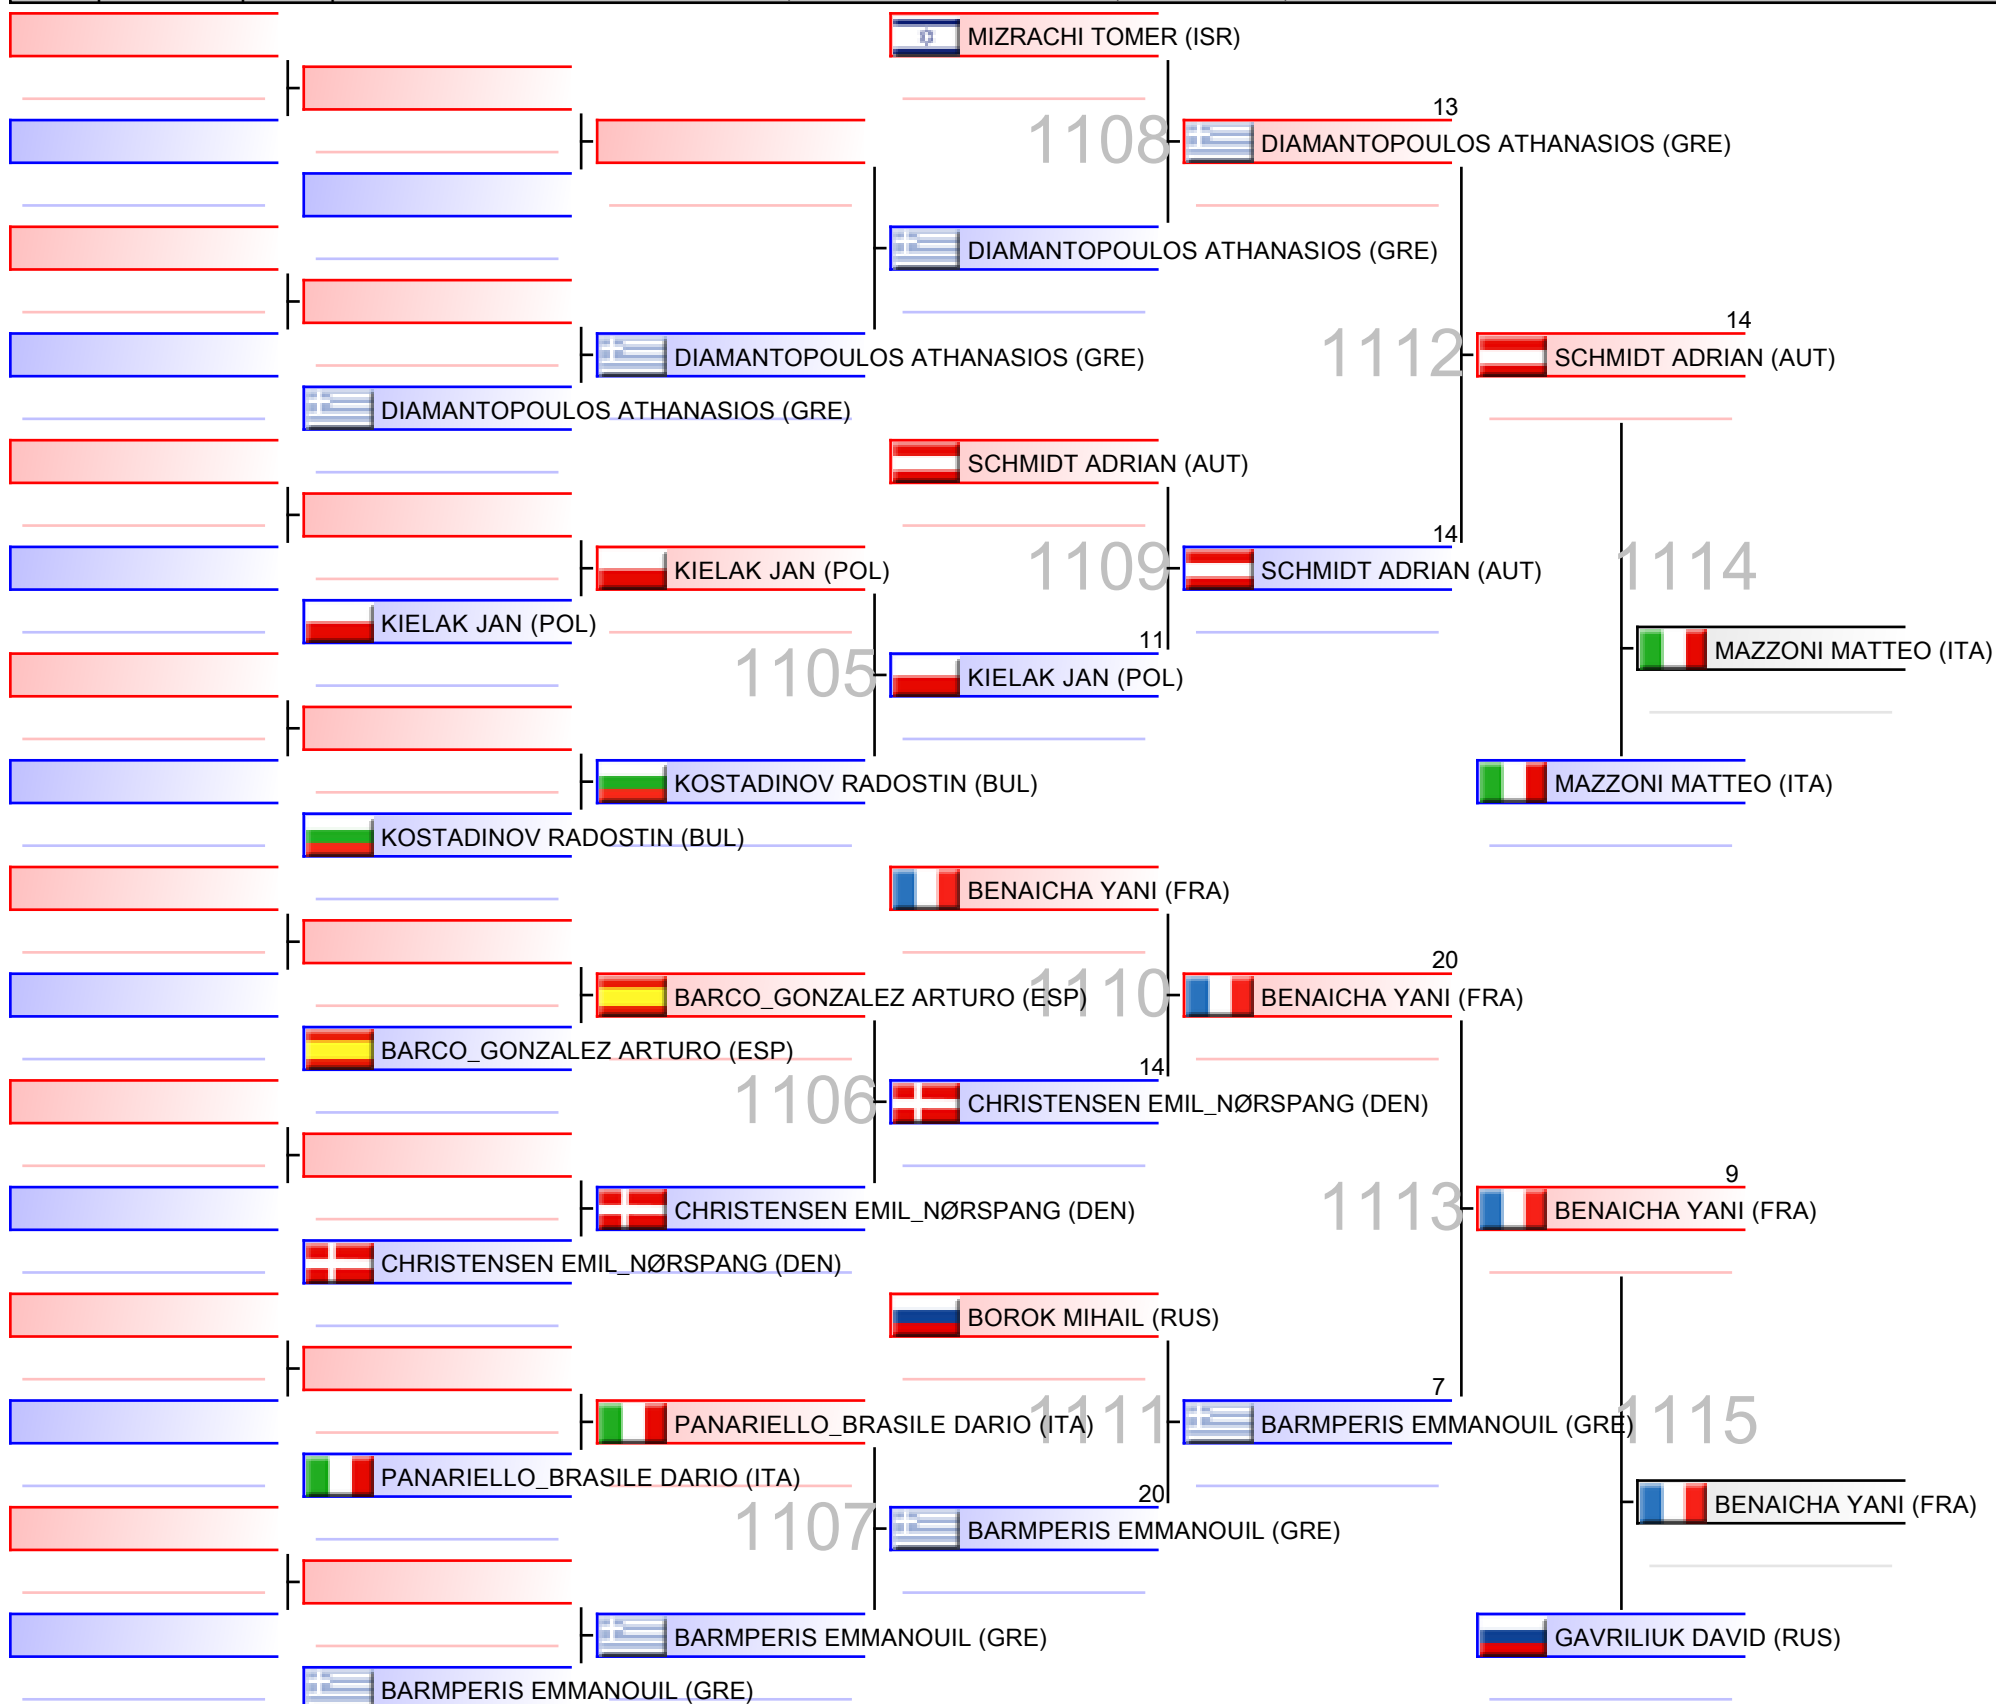 MIZRACHI TOMER (ISR)
13
1108
DIAMANTOPOULOS ATHANASIOS (GRE)
DIAMANTOPOULOS ATHANASIOS (GRE)
14
DIAMANTOPOULOS ATHANASIOS (GRE)
1112
SCHMIDT ADRIAN (AUT)
DIAMANTOPOULOS ATHANASIOS (GRE)
SCHMIDT ADRIAN (AUT)
14
KIELAK JAN (POL)
1109
SCHMIDT ADRIAN (AUT)
1114
KIELAK JAN (POL)
11
MAZZONI MATTEO (ITA)
1105
KIELAK JAN (POL)
KOSTADINOV RADOSTIN (BUL)
MAZZONI MATTEO (ITA)
KOSTADINOV RADOSTIN (BUL)
BENAICHA YANI (FRA)
20
BARCO_GONZALEZ ARTURO (ESP)
1110
BENAICHA YANI (FRA)
BARCO_GONZALEZ ARTURO (ESP)
14
1106
CHRISTENSEN EMIL_NØRSPANG (DEN)
9
CHRISTENSEN EMIL_NØRSPANG (DEN)
1113
BENAICHA YANI (FRA)
CHRISTENSEN EMIL_NØRSPANG (DEN)
BOROK MIHAIL (RUS)
7
PANARIELLO_BRASILE DARIO (ITA)
1111
BARMPERIS EMMANOUIL (GRE)
1115
PANARIELLO_BRASILE DARIO (ITA)
20
BENAICHA YANI (FRA)
1107
BARMPERIS EMMANOUIL (GRE)
BARMPERIS EMMANOUIL (GRE)
GAVRILIUK DAVID (RUS)
BARMPERIS EMMANOUIL (GRE)